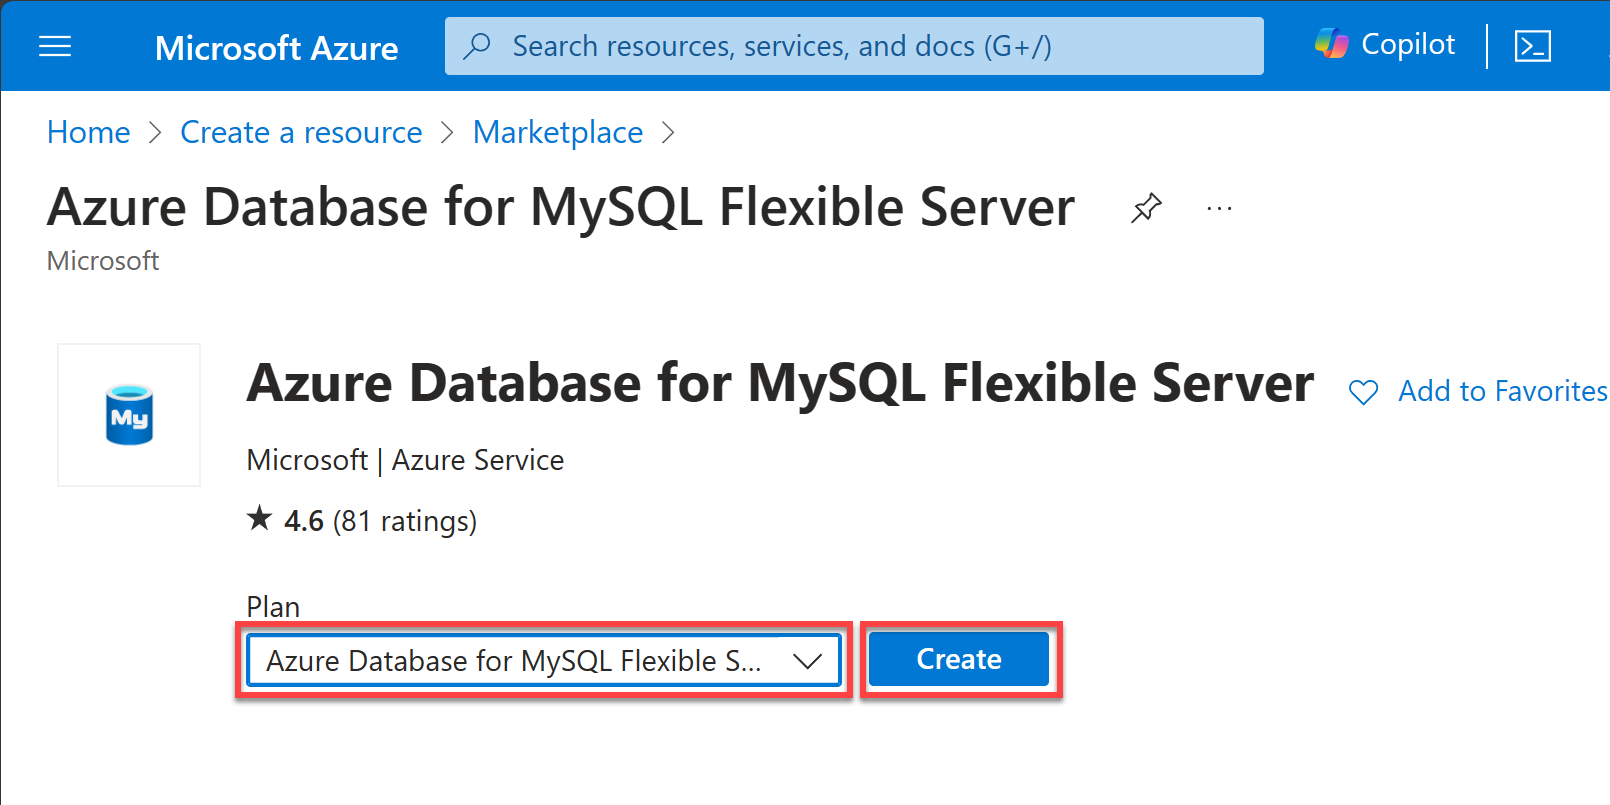 Microsoft Azure Search resources, services, and docs (G+/) Copilot
Home > Create a resource > Marketplace >
Azure Database for MySQL Flexible Server ...
Microsoft
My
Azure Database for MySQL Flexible Server Add to Favorites
Microsoft | Azure Service
★ 4.6 (81 ratings)
Plan
Azure Database for MySQL Flexible S... Create